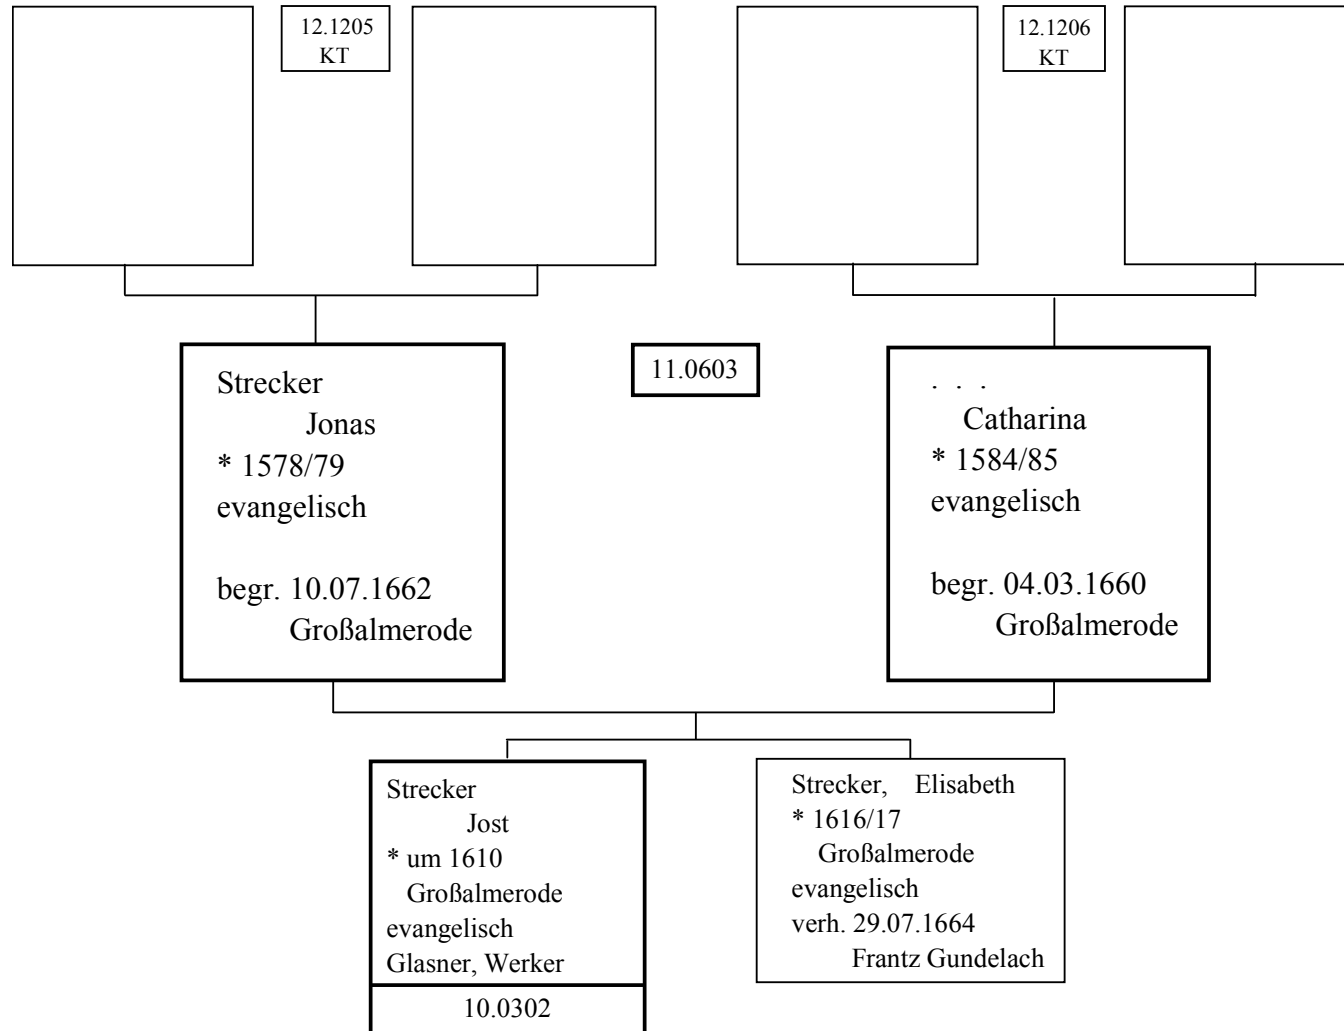 12.1205
KT
12.1206
KT
Strecker
Jonas
* 1578/79
evangelisch
begr. 10.07.1662
Großalmerode
11.0603
. . .
Catharina
* 1584/85
evangelisch
begr. 04.03.1660
Großalmerode
Strecker
Jost
* um 1610
Großalmerode
evangelisch
Glasner, Werker
10.0302
Strecker, Elisabeth
* 1616/17
Großalmerode
evangelisch
verh. 29.07.1664
Frantz Gundelach